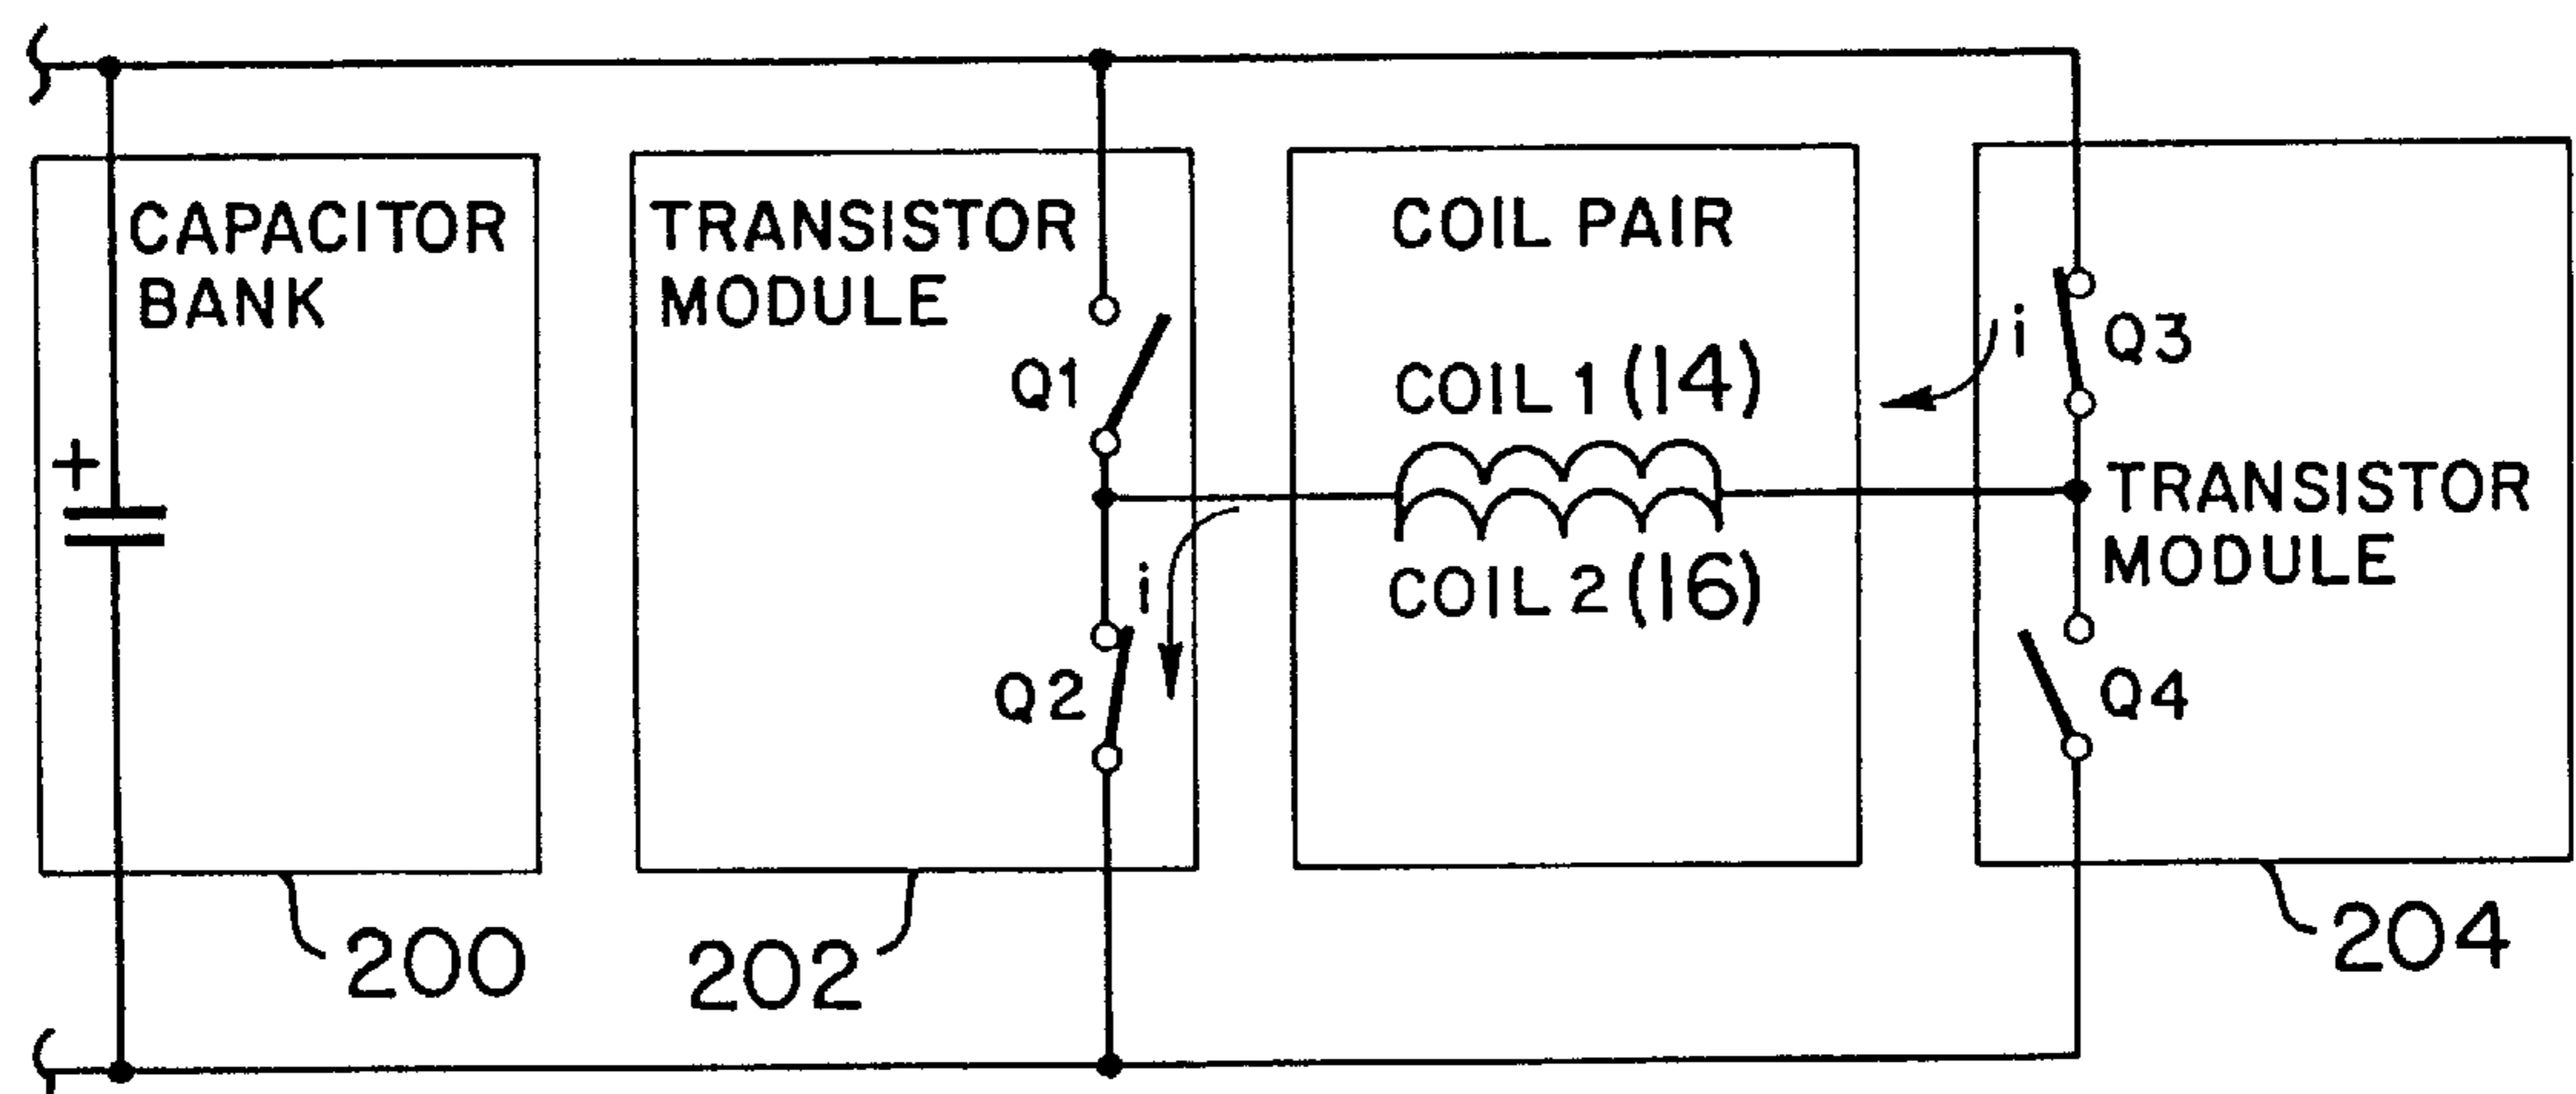 CAPACITOR
BANK
+
200
TRANSISTOR
MODULE
Q1
Q2
i
202
COIL PAIR
COIL 1 (14)
COIL 2 (16)
i
Q3
TRANSISTOR
MODULE
Q4
204